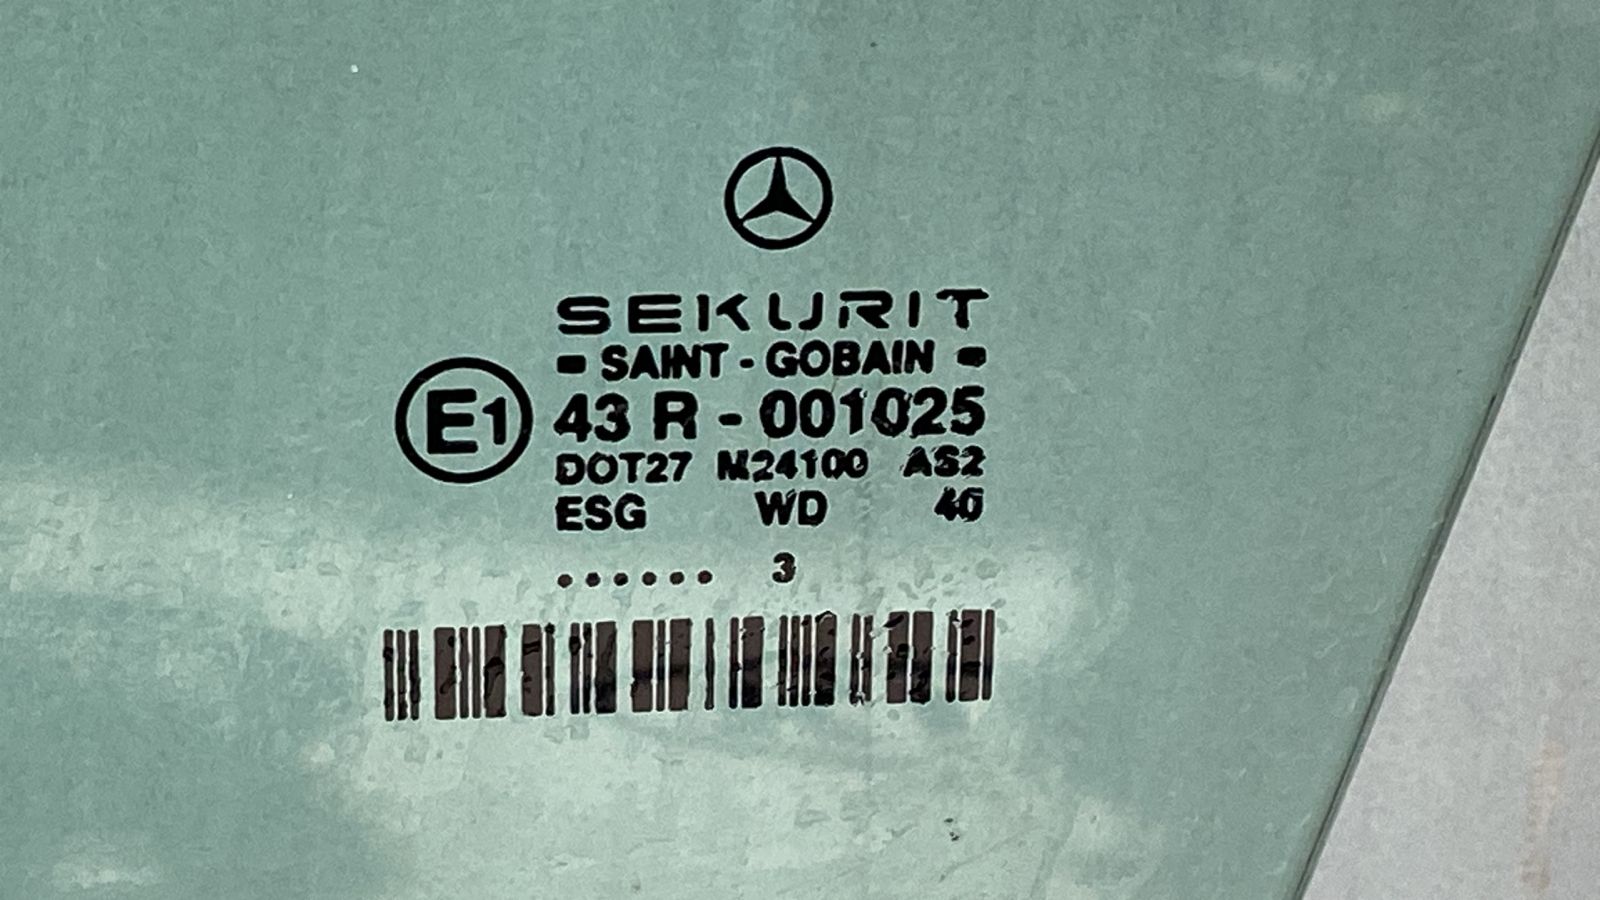 SEKURIT
SAINT-GOBAIN
E1
43 R - 001025
DOT27 M24100 AS2
ESG WD 40
...... 3